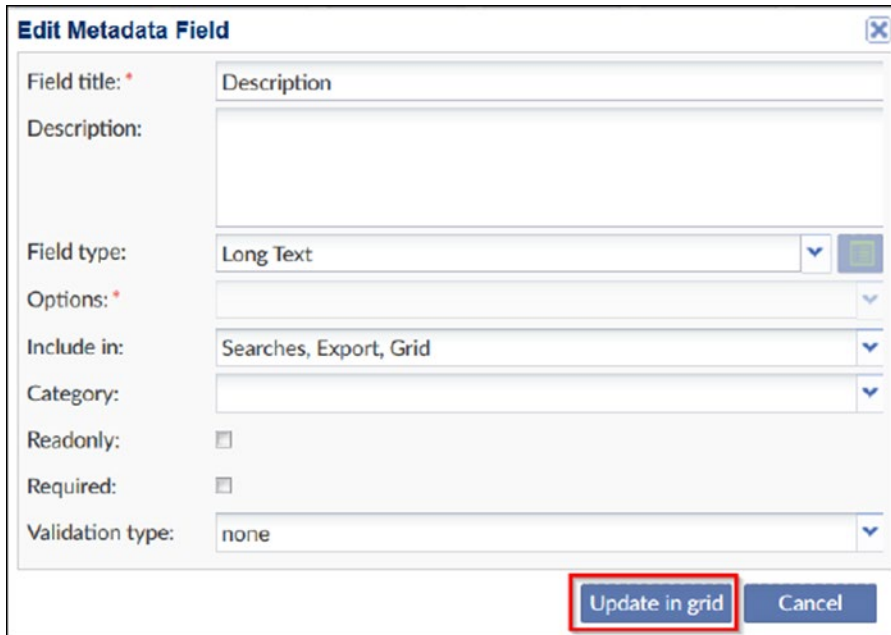 Edit Metadata Field
Field title: * Description
Description:
Field type: Long Text
Options: *
Include in: Searches, Export, Grid
Category:
Readonly:
Required:
Validation type: none
Update in grid Cancel